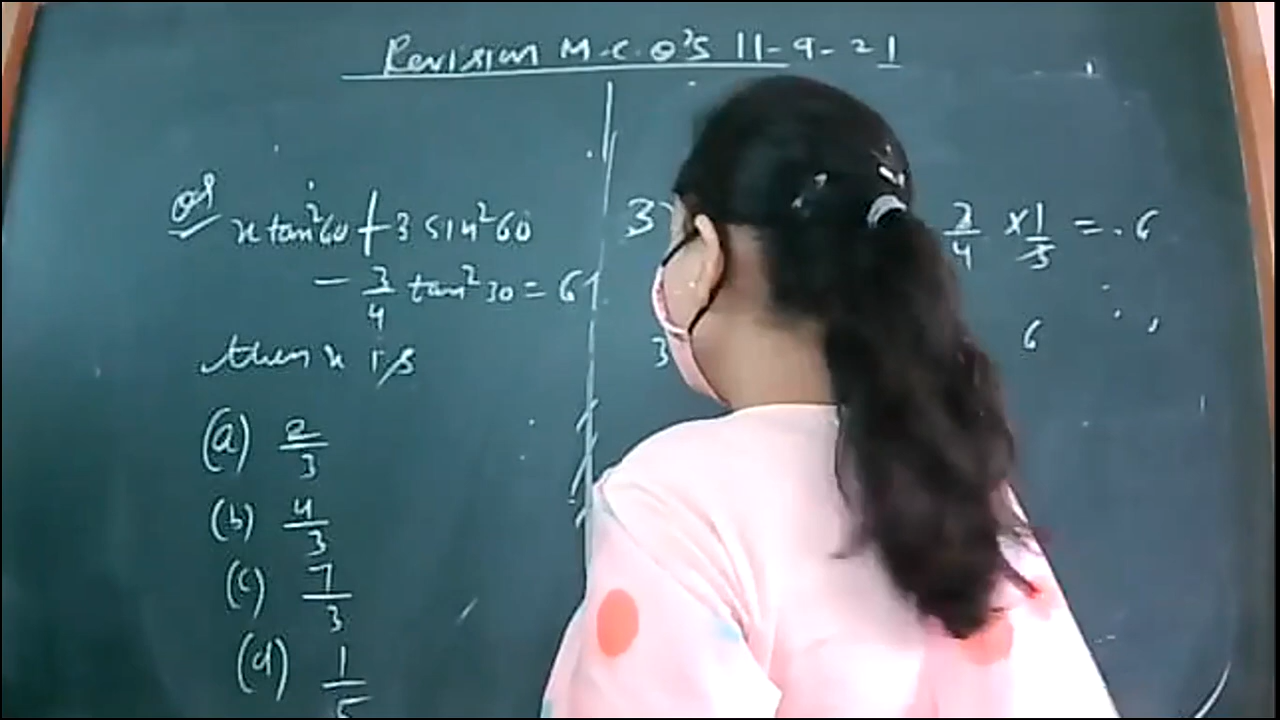 Revision M.C.Q'S 11-9-21
Q1 x tan²60 + 3 sin²60
- 3/4 tan²30 = 6
then x is
(a) 2/3
(b) 4/3
(c) 7/3
(d) 1/5
3
3/4 × 1/3 = 6
3 6